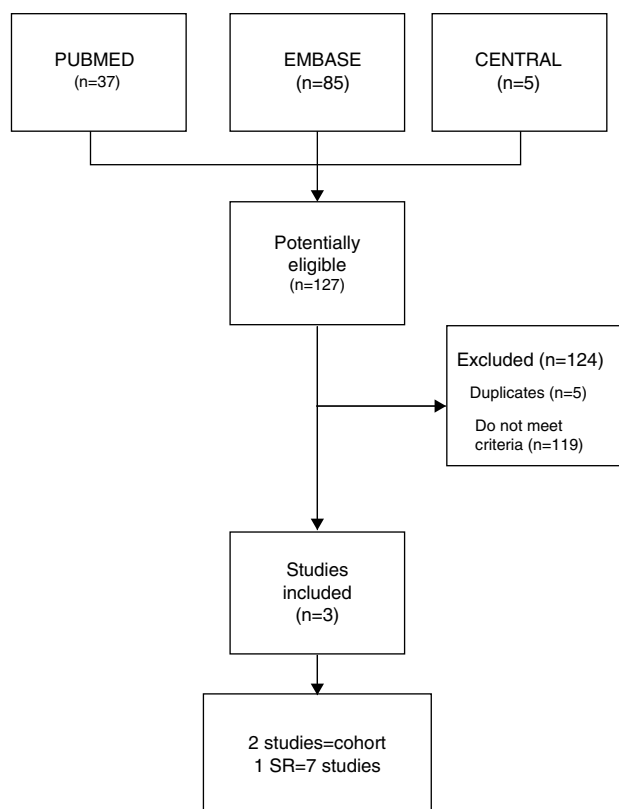 PUBMED
(n=37)
EMBASE
(n=85)
CENTRAL
(n=5)
Potentially
eligible
(n=127)
Excluded (n=124)
Duplicates (n=5)
Do not meet
criteria (n=119)
Studies
included
(n=3)
2 studies=cohort
1 SR=7 studies